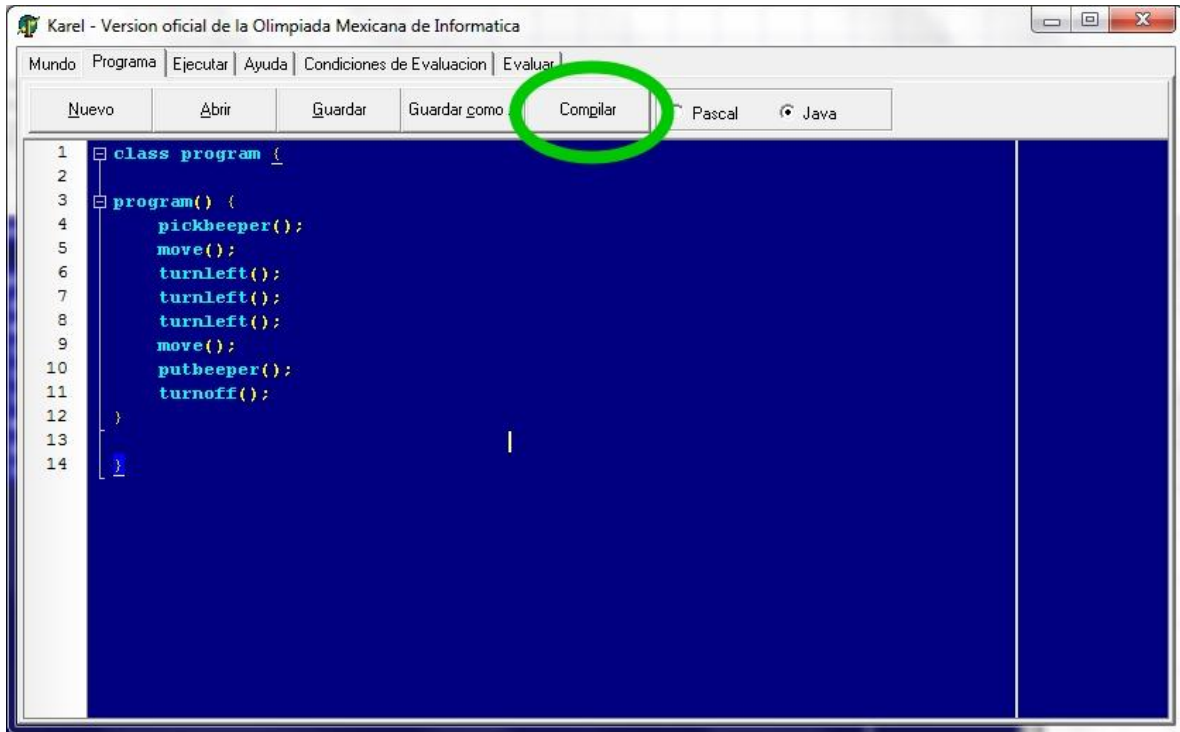 Karel - Version oficial de la Olimpiada Mexicana de Informatica
Mundo Programa Ejecutar Ayuda Condiciones de Evaluacion Evaluar
Nuevo Abrir Guardar Guardar como . Compilar Pascal Java
1 class program {
2
3 program() {
4 pickbeeper();
5 move();
6 turnleft();
7 turnleft();
8 turnleft();
9 move();
10 putbeeper();
11 turnoff();
12 }
13
14 }